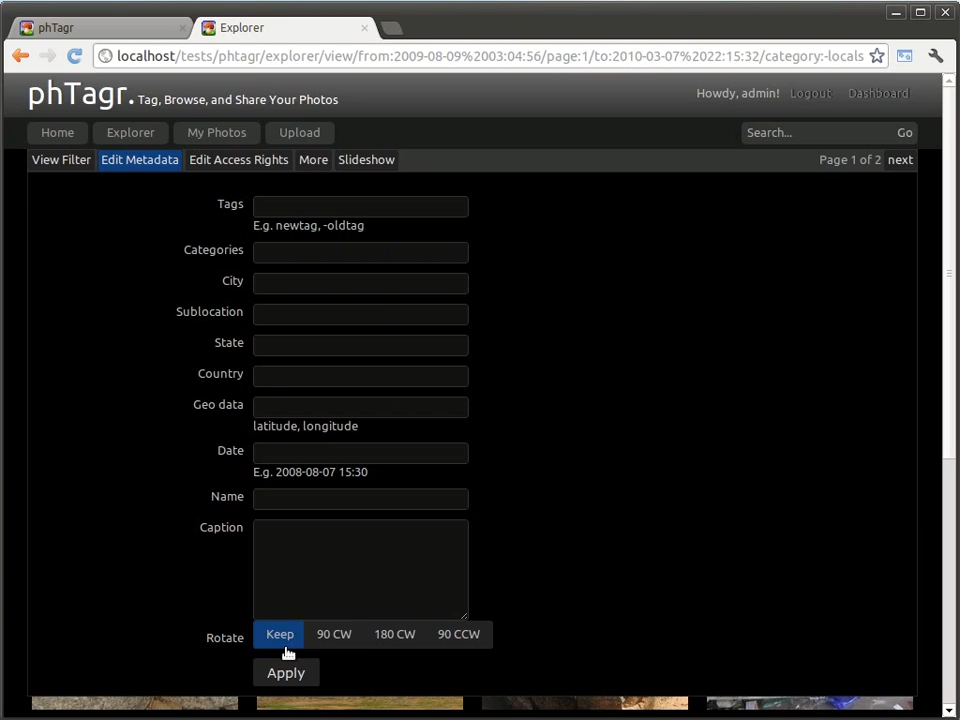 phTagr
Explorer
localhost/tests/phtagr/explorer/view/from:2009-08-09%2003:04:56/page:1/to:2010-03-07%2022:15:32/category:-locals
phTagr. Tag, Browse, and Share Your Photos
Howdy, admin! Logout Dashboard
Home Explorer My Photos Upload Search... Go
View Filter Edit Metadata Edit Access Rights More Slideshow Page 1 of 2 next
Tags
E.g. newtag, -oldtag
Categories
City
Sublocation
State
Country
Geo data
latitude, longitude
Date
E.g. 2008-08-07 15:30
Name
Caption
Rotate Keep 90 CW 180 CW 90 CCW
Apply